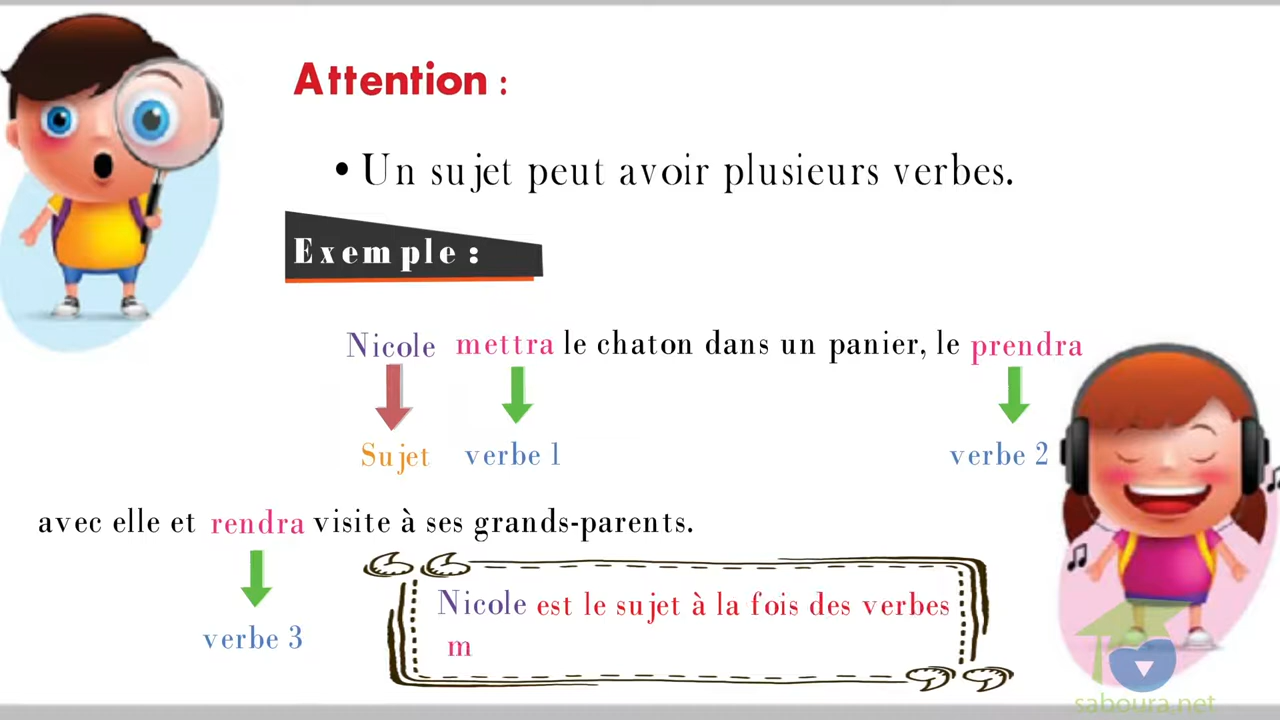 Attention :
• Un sujet peut avoir plusieurs verbes.
Exemple :
Nicole mettra le chaton dans un panier, le prendra
Sujet verbe 1 verbe 2
avec elle et rendra visite à ses grands-parents.
verbe 3
Nicole est le sujet à la fois des verbes
m
saboura.net